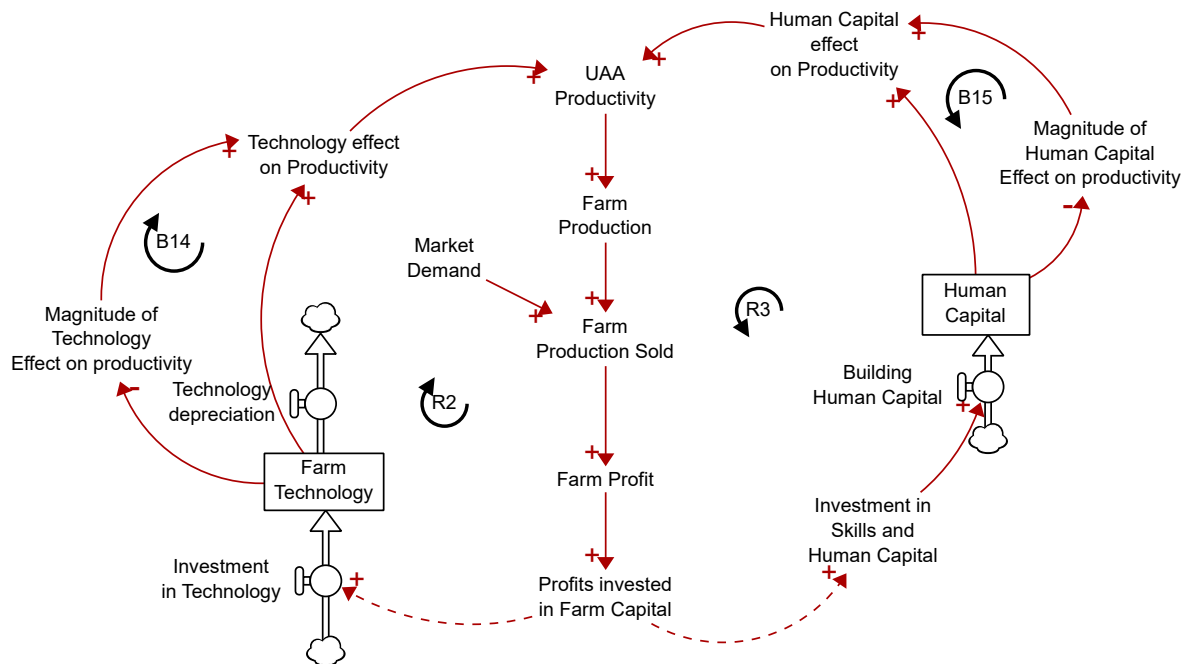 Human Capital
effect
on Productivity
+
+
UAA
Productivity
+
B15
+
Magnitude of
Human Capital
Effect on productivity
-
Technology effect
on Productivity
+
+
+
Farm
Production
B14
Market
Demand
+
+
Farm
Production Sold
R3
Human
Capital
Magnitude of
Technology
Effect on productivity
-
Technology
depreciation
R2
Building
Human Capital
+
+
Farm Profit
Farm
Technology
Investment in
Skills and
Human Capital
+
+
Investment
in Technology
+
Profits invested
in Farm Capital